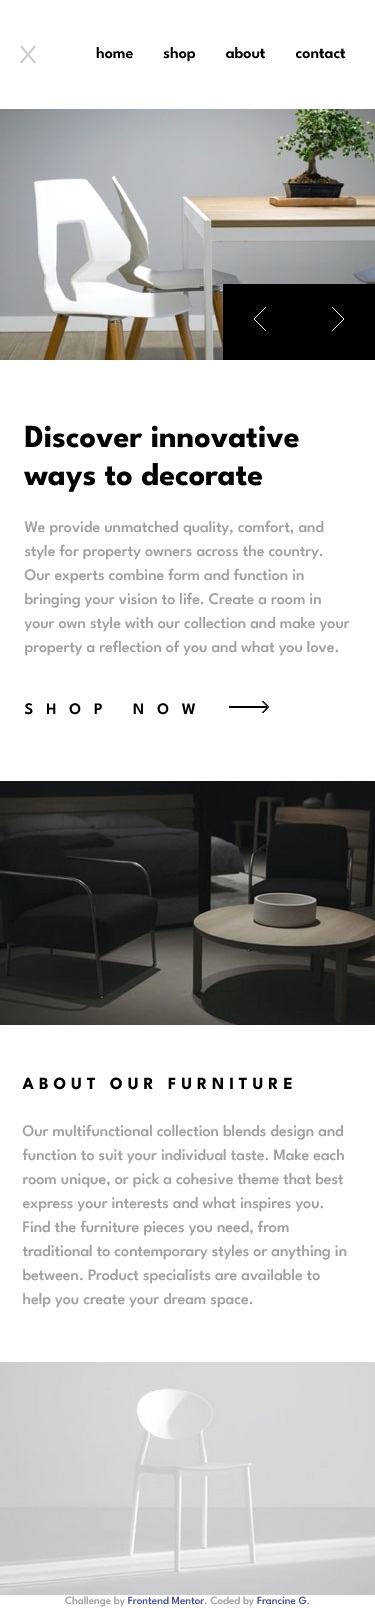 home shop about contact
Discover innovative
ways to decorate
We provide unmatched quality, comfort, and
style for property owners across the country.
Our experts combine form and function in
bringing your vision to life. Create a room in
your own style with our collection and make your
property a reflection of you and what you love.
SHOP NOW
ABOUT OUR FURNITURE
Our multifunctional collection blends design and
function to suit your individual taste. Make each
room unique, or pick a cohesive theme that best
express your interests and what inspires you.
Find the furniture pieces you need, from
traditional to contemporary styles or anything in
between. Product specialists are available to
help you create your dream space.
Challenge by Frontend Mentor. Coded by Francine G.